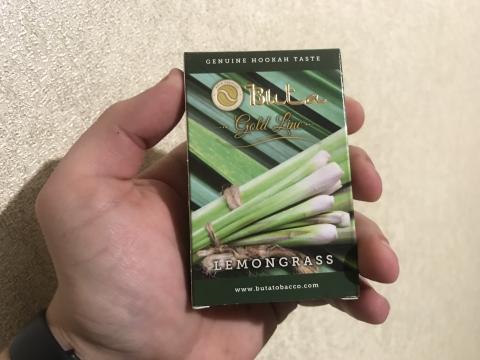 GENUINE HOOKAH TASTE
Buta
Gold Line
LEMONGRASS
www.butatobacco.com